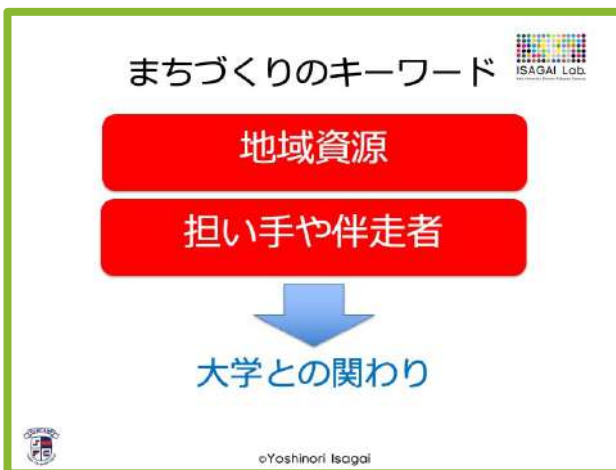 まちづくりのキーワード
ISAGAI Lab.
地域資源
担い手や伴走者
大学との関わり
©Yoshinori Isagai